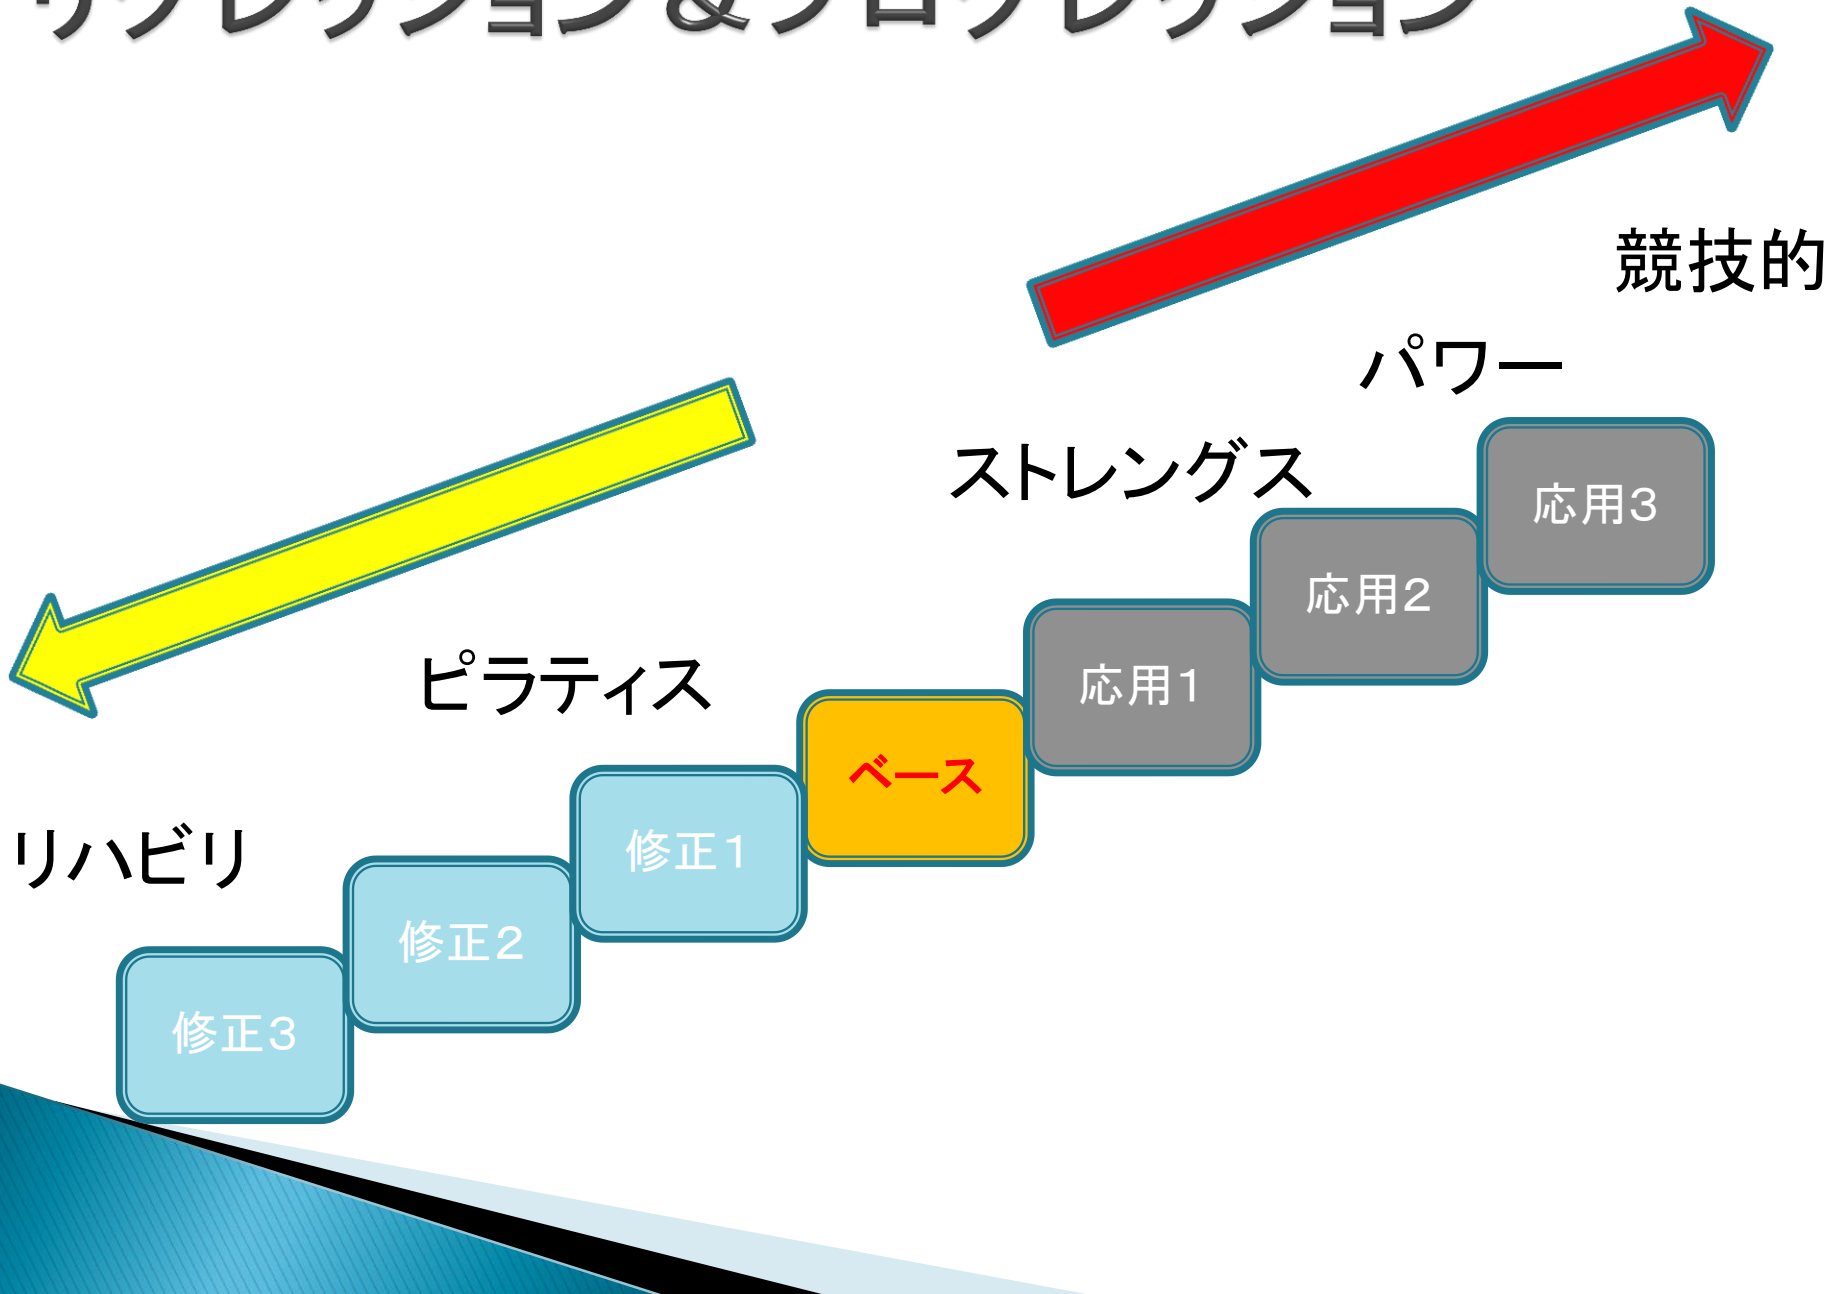 競技的
パワー
ストレングス
応用３
応用２
ピラティス
応用１
ベース
リハビリ
修正１
修正２
修正３